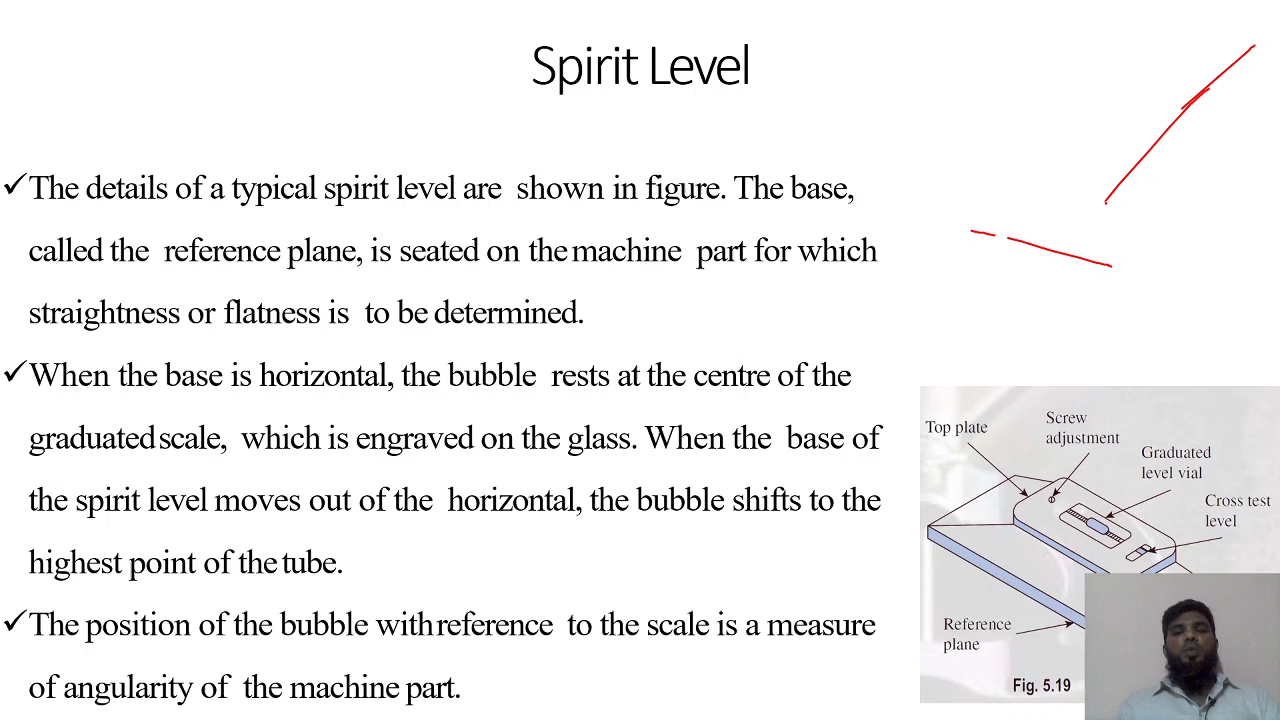 Spirit Level
✓The details of a typical spirit level are shown in figure. The base,
called the reference plane, is seated on the machine part for which
straightness or flatness is to be determined.
✓When the base is horizontal, the bubble rests at the centre of the
graduated scale, which is engraved on the glass. When the base of
the spirit level moves out of the horizontal, the bubble shifts to the
highest point of the tube.
✓The position of the bubble with reference to the scale is a measure
of angularity of the machine part.
Top plate
Screw
adjustment
Graduated
level vial
Cross test
level
Reference
plane
Fig. 5.19